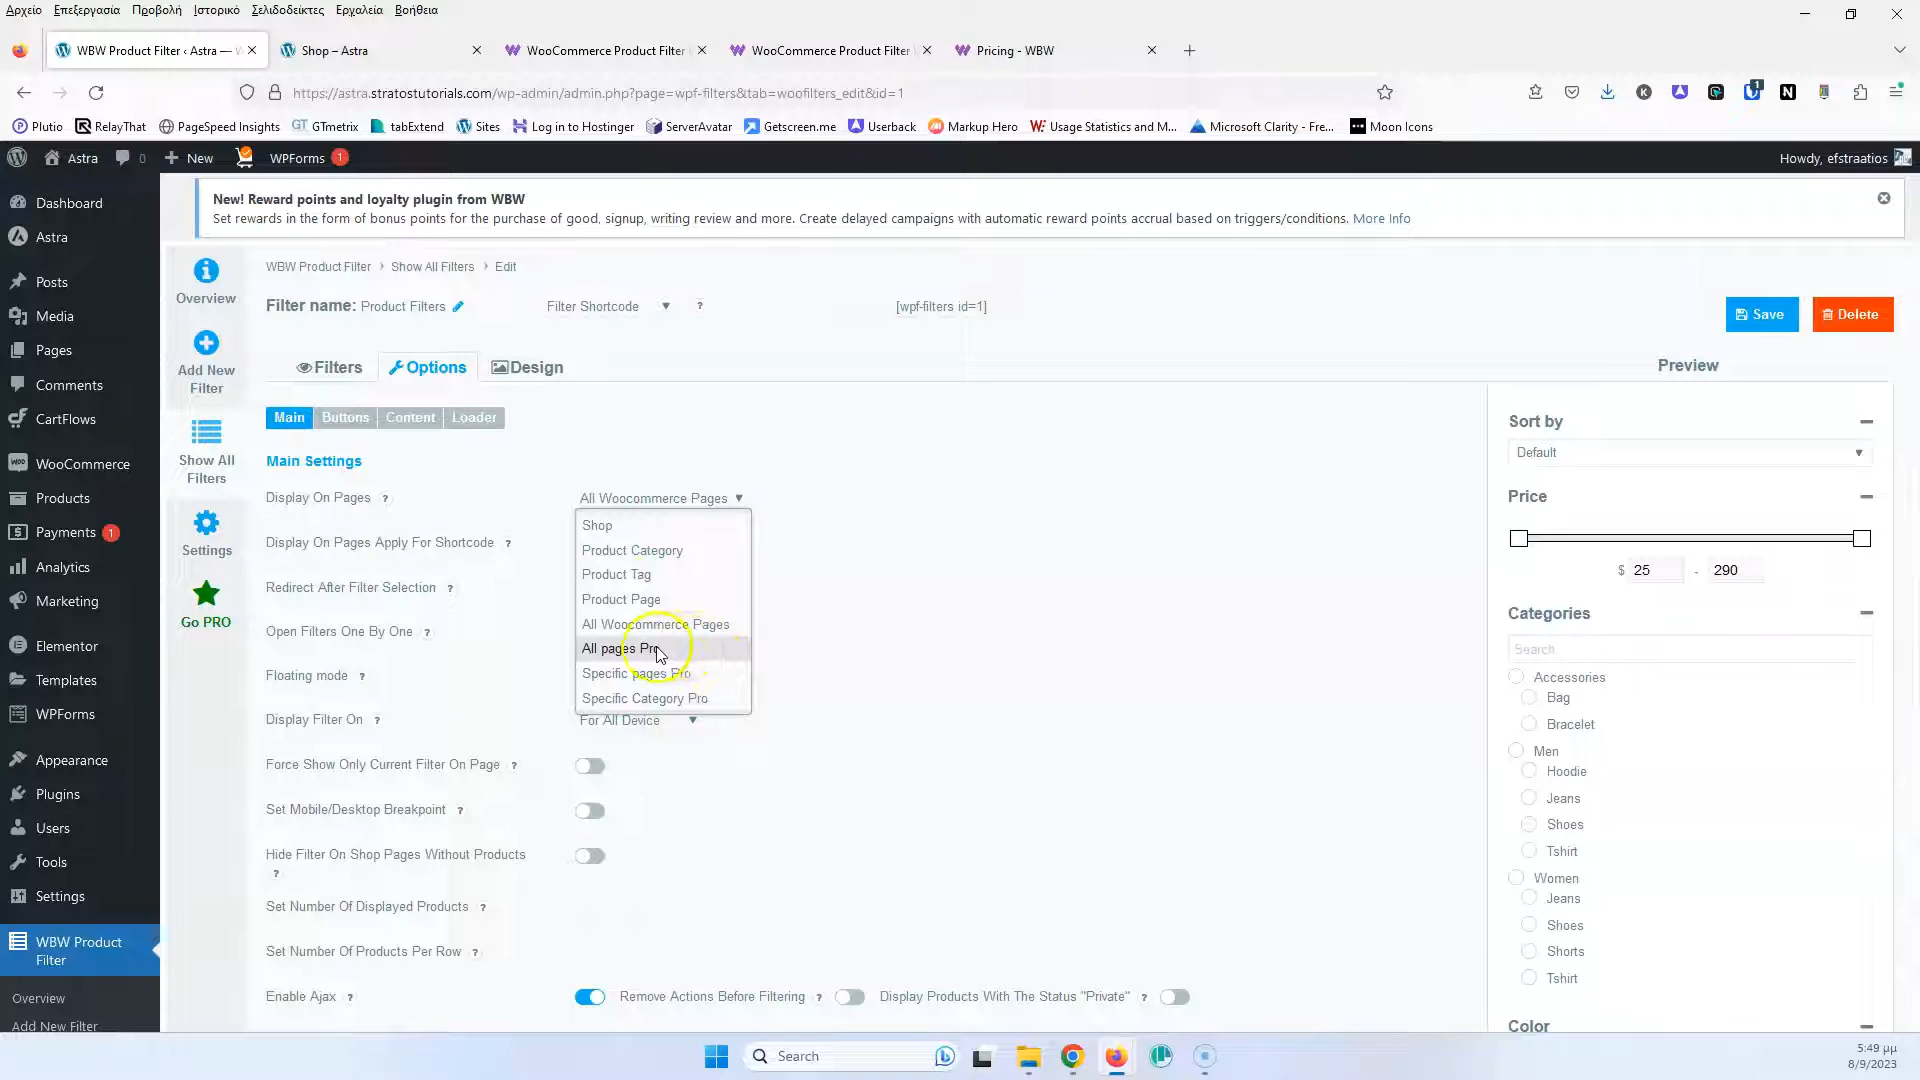 Αρχείο Επεξεργασία Προβολή Ιστορικό Σελιδοδείκτες Εργαλεία Βοήθεια
WBW Product Filter ‹ Astra — W
Shop – Astra
WooCommerce Product Filter
WooCommerce Product Filter
Pricing - WBW
https://astra.stratostutorials.com/wp-admin/admin.php?page=wpf-filters&tab=woofilters_edit&id=1
Plutio
RelayThat
PageSpeed Insights
GTmetrix
tabExtend
Sites
Log in to Hostinger
ServerAvatar
Getscreen.me
Userback
Markup Hero
Usage Statistics and M...
Microsoft Clarity - Fre...
Moon Icons
Astra
0
New
WPForms 1
Howdy, efstraatios
Dashboard
Astra
Posts
Media
Pages
Comments
CartFlows
WooCommerce
Products
Payments 1
Analytics
Marketing
Elementor
Templates
WPForms
Appearance
Plugins
Users
Tools
Settings
WBW Product
Filter
Overview
Add New Filter
New! Reward points and loyalty plugin from WBW
Set rewards in the form of bonus points for the purchase of good, signup, writing review and more. Create delayed campaigns with automatic reward points accrual based on triggers/conditions. More Info
Overview
Add New
Filter
Show All
Filters
Settings
Go PRO
WBW Product Filter › Show All Filters › Edit
Filter name: Product Filters
Filter Shortcode ▼ ?
[wpf-filters id=1]
Save
Delete
Filters
Options
Design
Preview
Main
Buttons
Content
Loader
Main Settings
Display On Pages ?
All Woocommerce Pages ▼
Shop
Product Category
Product Tag
Product Page
All Woocommerce Pages
All pages Pro
Specific pages Pro
Specific Category Pro
Display On Pages Apply For Shortcode ?
Redirect After Filter Selection ?
Open Filters One By One ?
Floating mode ?
Display Filter On ?
For All Device ▼
Force Show Only Current Filter On Page ?
Set Mobile/Desktop Breakpoint ?
Hide Filter On Shop Pages Without Products
?
Set Number Of Displayed Products ?
Set Number Of Products Per Row ?
Enable Ajax ?
Remove Actions Before Filtering ?
Display Products With The Status "Private" ?
Sort by
Default ▼
Price
$ 25 - 290
Categories
Search
Accessories
Bag
Bracelet
Men
Hoodie
Jeans
Shoes
Tshirt
Women
Jeans
Shoes
Shorts
Tshirt
Color
Search
5:49 μμ
8/9/2023